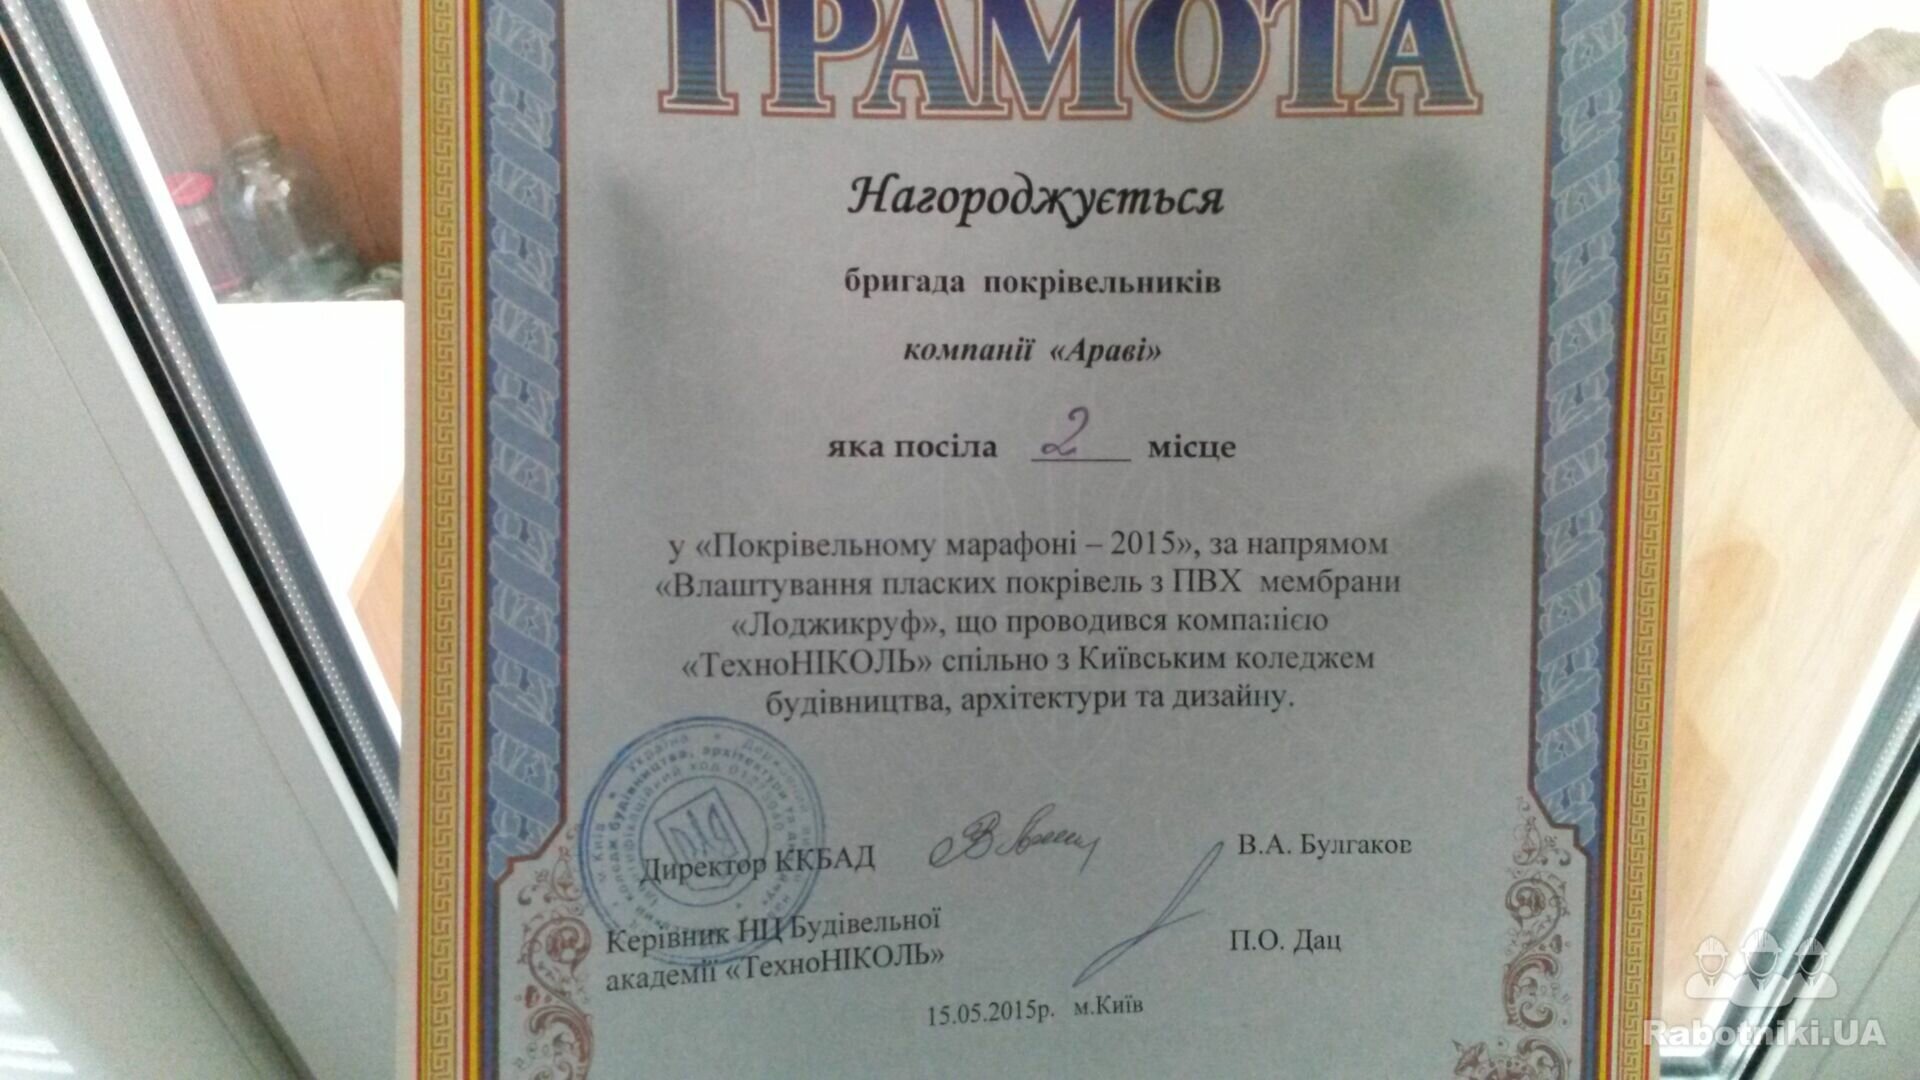 ГРАМОТА
Нагороджується
бригада покрівельників
компанії «Араві»
яка посіла 2 місце
у «Покрівельному марафоні – 2015», за напрямом
«Влаштування пласких покрівель з ПВХ мембрани
«Лоджикруф», що проводився компанією
«ТехноНІКОЛЬ» спільно з Київським коледжем
будівництва, архітектури та дизайну.
Директор ККБАД
В.А. Булгаков
Керівник НЦ Будівельної
академії «ТехноНІКОЛЬ»
П.О. Дац
15.05.2015р. м.Київ
Rabotniki.UA